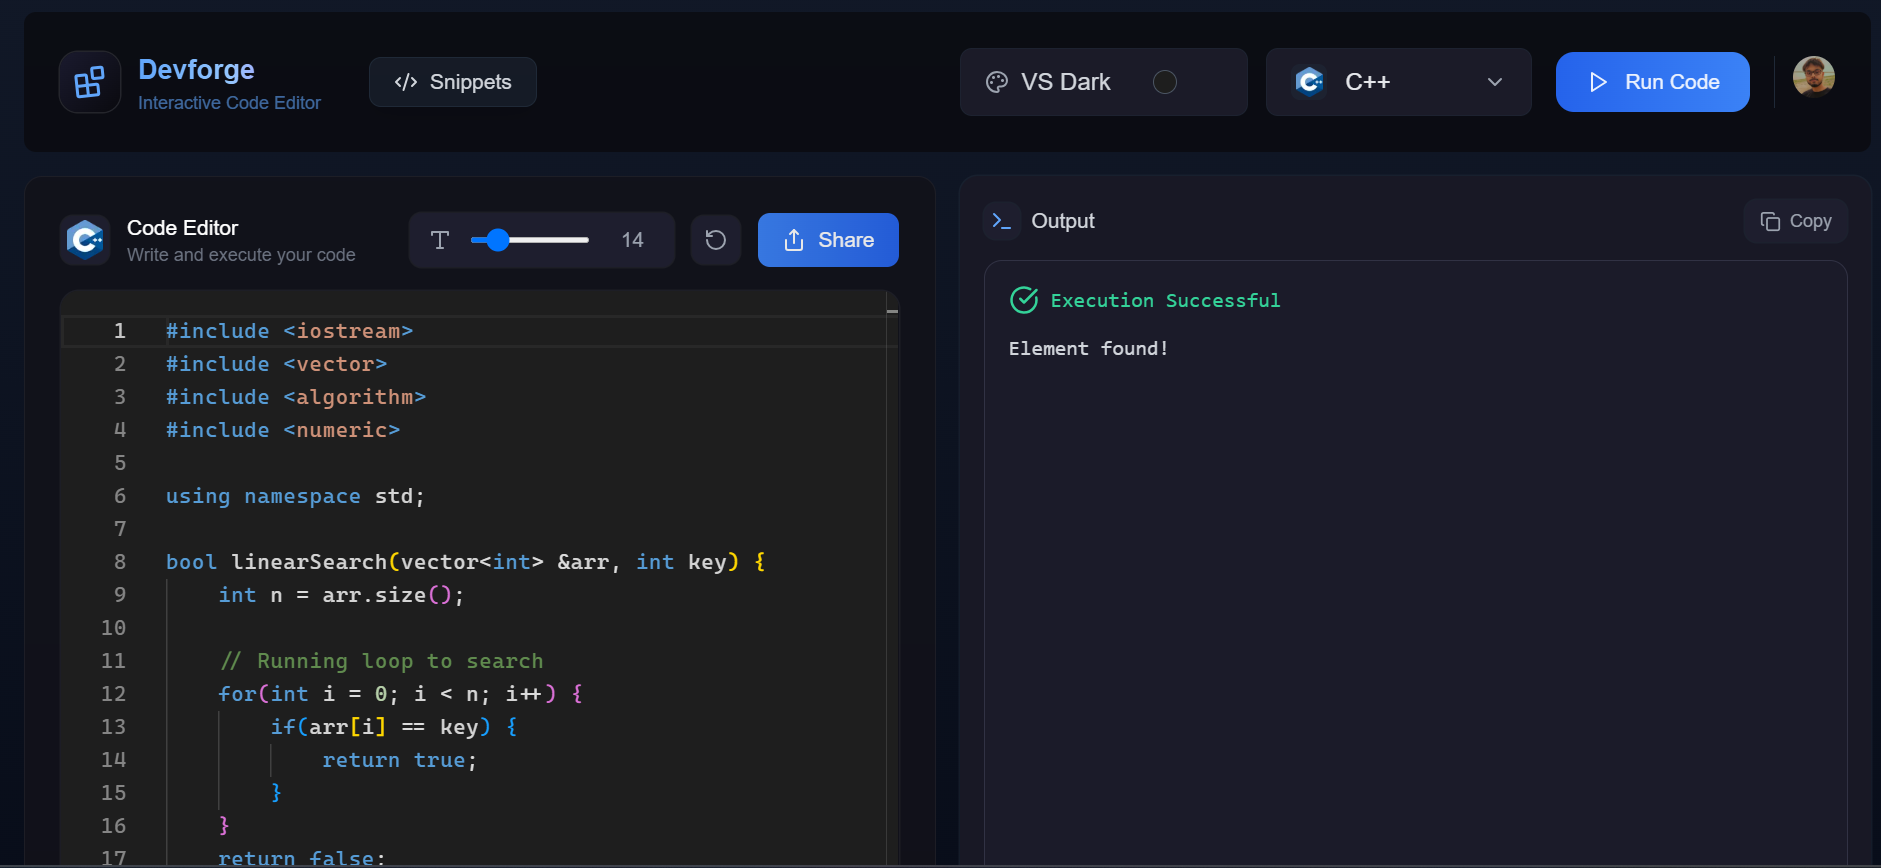 Devforge
Interactive Code Editor
</> Snippets
VS Dark
C++
Run Code
Code Editor
Write and execute your code
T
14
Share
1 #include <iostream>
2 #include <vector>
3 #include <algorithm>
4 #include <numeric>
5
6 using namespace std;
7
8 bool linearSearch(vector<int> &arr, int key) {
9     int n = arr.size();
10
11     // Running loop to search
12     for(int i = 0; i < n; i++) {
13         if(arr[i] == key) {
14             return true;
15         }
16     }
17     return false;
Output
Copy
Execution Successful
Element found!